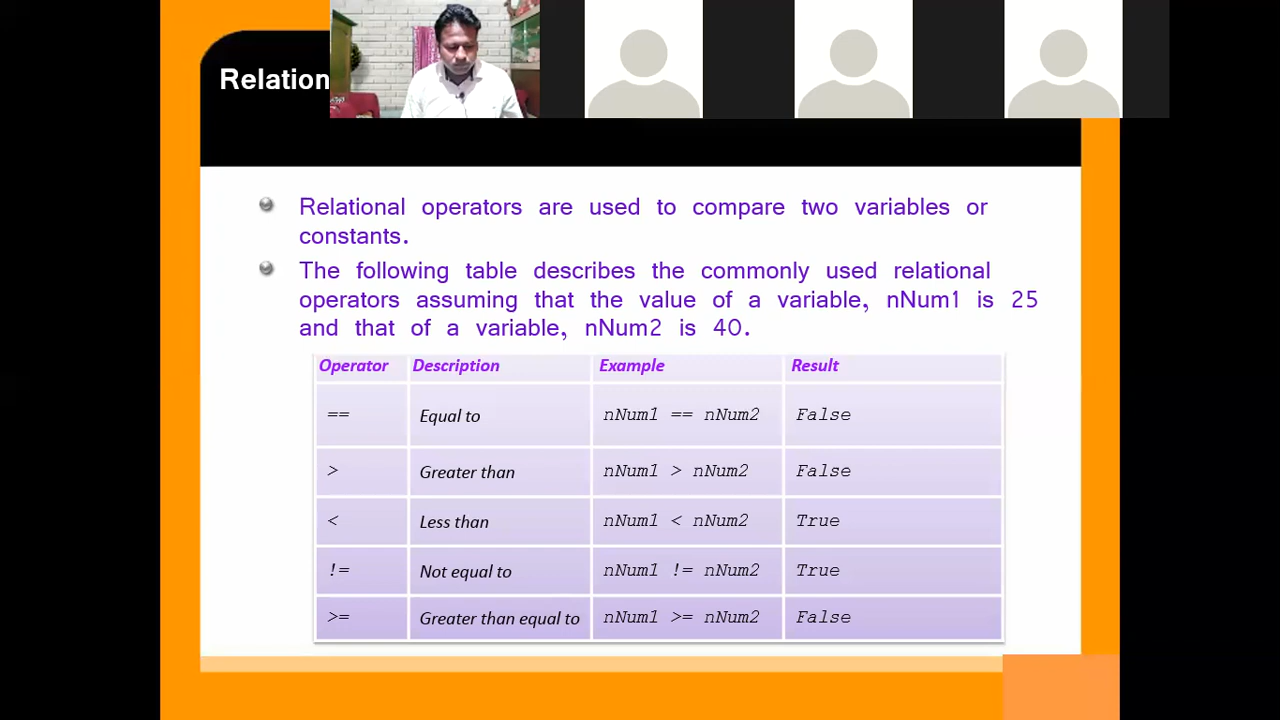 Relation
Relational operators are used to compare two variables or
constants.
The following table describes the commonly used relational
operators assuming that the value of a variable, nNum1 is 25
and that of a variable, nNum2 is 40.
Operator Description Example Result
== Equal to nNum1 == nNum2 False
> Greater than nNum1 > nNum2 False
< Less than nNum1 < nNum2 True
!= Not equal to nNum1 != nNum2 True
>= Greater than equal to nNum1 >= nNum2 False